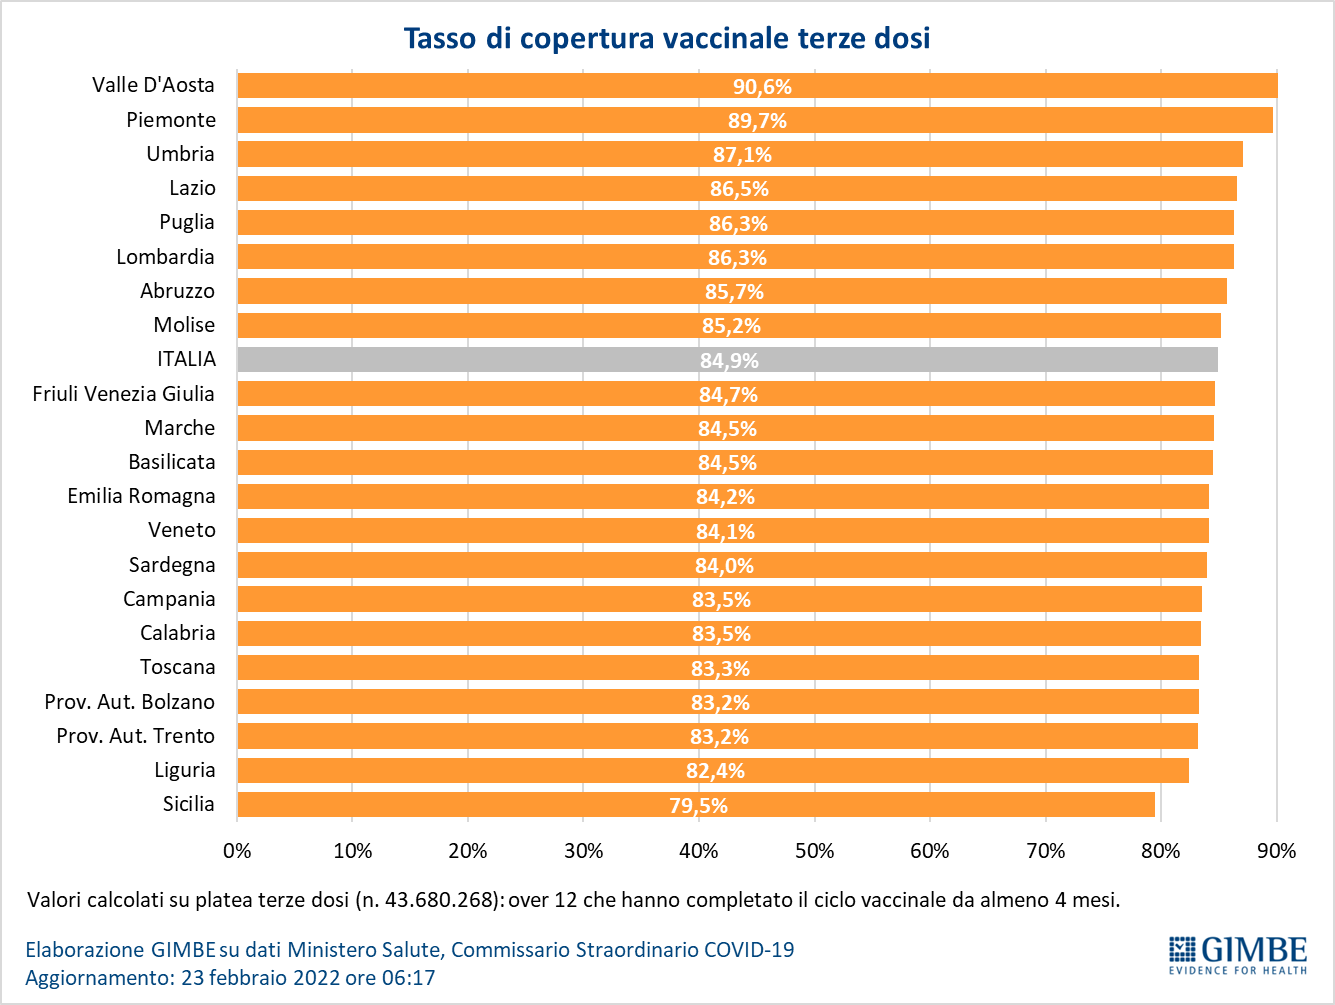 Tasso di copertura vaccinale terze dosi
Valle D'Aosta 90,6%
Piemonte 89,7%
Umbria 87,1%
Lazio 86,5%
Puglia 86,3%
Lombardia 86,3%
Abruzzo 85,7%
Molise 85,2%
ITALIA 84,9%
Friuli Venezia Giulia 84,7%
Marche 84,5%
Basilicata 84,5%
Emilia Romagna 84,2%
Veneto 84,1%
Sardegna 84,0%
Campania 83,5%
Calabria 83,5%
Toscana 83,3%
Prov. Aut. Bolzano 83,2%
Prov. Aut. Trento 83,2%
Liguria 82,4%
Sicilia 79,5%
0% 10% 20% 30% 40% 50% 60% 70% 80% 90%
Valori calcolati su platea terze dosi (n. 43.680.268): over 12 che hanno completato il ciclo vaccinale da almeno 4 mesi.
Elaborazione GIMBE su dati Ministero Salute, Commissario Straordinario COVID-19
Aggiornamento: 23 febbraio 2022 ore 06:17
GIMBE
EVIDENCE FOR HEALTH